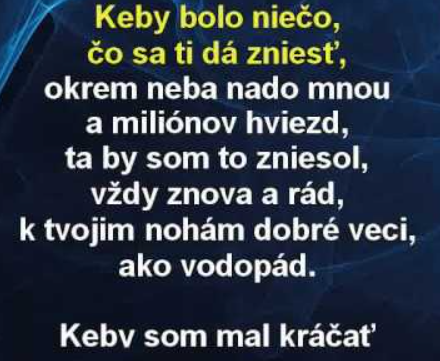 Keby bolo niečo,
čo sa ti dá zniesť,
okrem neba nado mnou
a miliónov hviezd,
ta by som to zniesol,
vždy znova a rád,
k tvojim nohám dobré veci,
ako vodopád.
Keby som mal kráčať